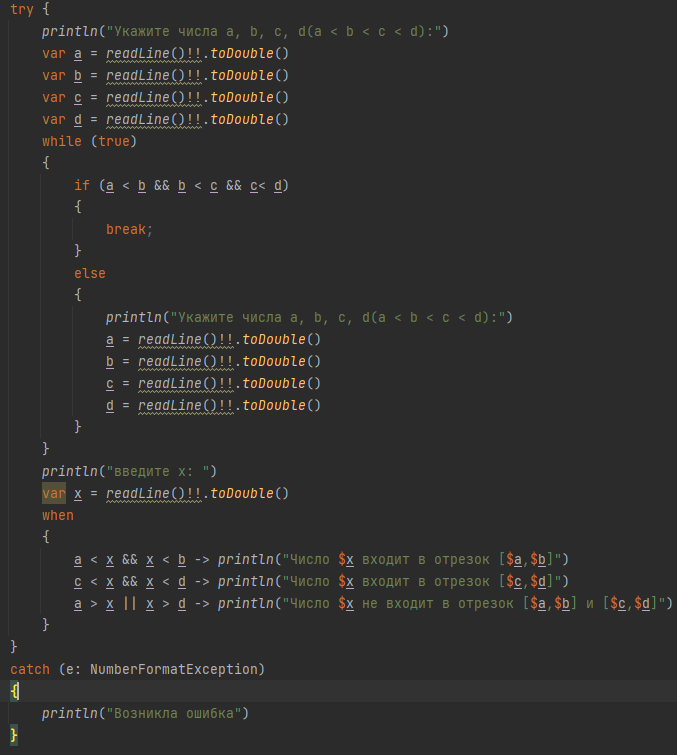 try {
println("Укажите числа a, b, c, d(a < b < c < d):")
var a = readLine()!!.toDouble()
var b = readLine()!!.toDouble()
var c = readLine()!!.toDouble()
var d = readLine()!!.toDouble()
while (true)
{
if (a < b && b < c && c< d)
{
break;
}
else
{
println("Укажите числа a, b, c, d(a < b < c < d):")
a = readLine()!!.toDouble()
b = readLine()!!.toDouble()
c = readLine()!!.toDouble()
d = readLine()!!.toDouble()
}
}
println("введите x: ")
var x = readLine()!!.toDouble()
when
{
a < x && x < b -> println("Число $x входит в отрезок [$a,$b]")
c < x && x < d -> println("Число $x входит в отрезок [$c,$d]")
a > x || x > d -> println("Число $x не входит в отрезок [$a,$b] и [$c,$d]")
}
}
catch (e: NumberFormatException)
{
println("Возникла ошибка")
}